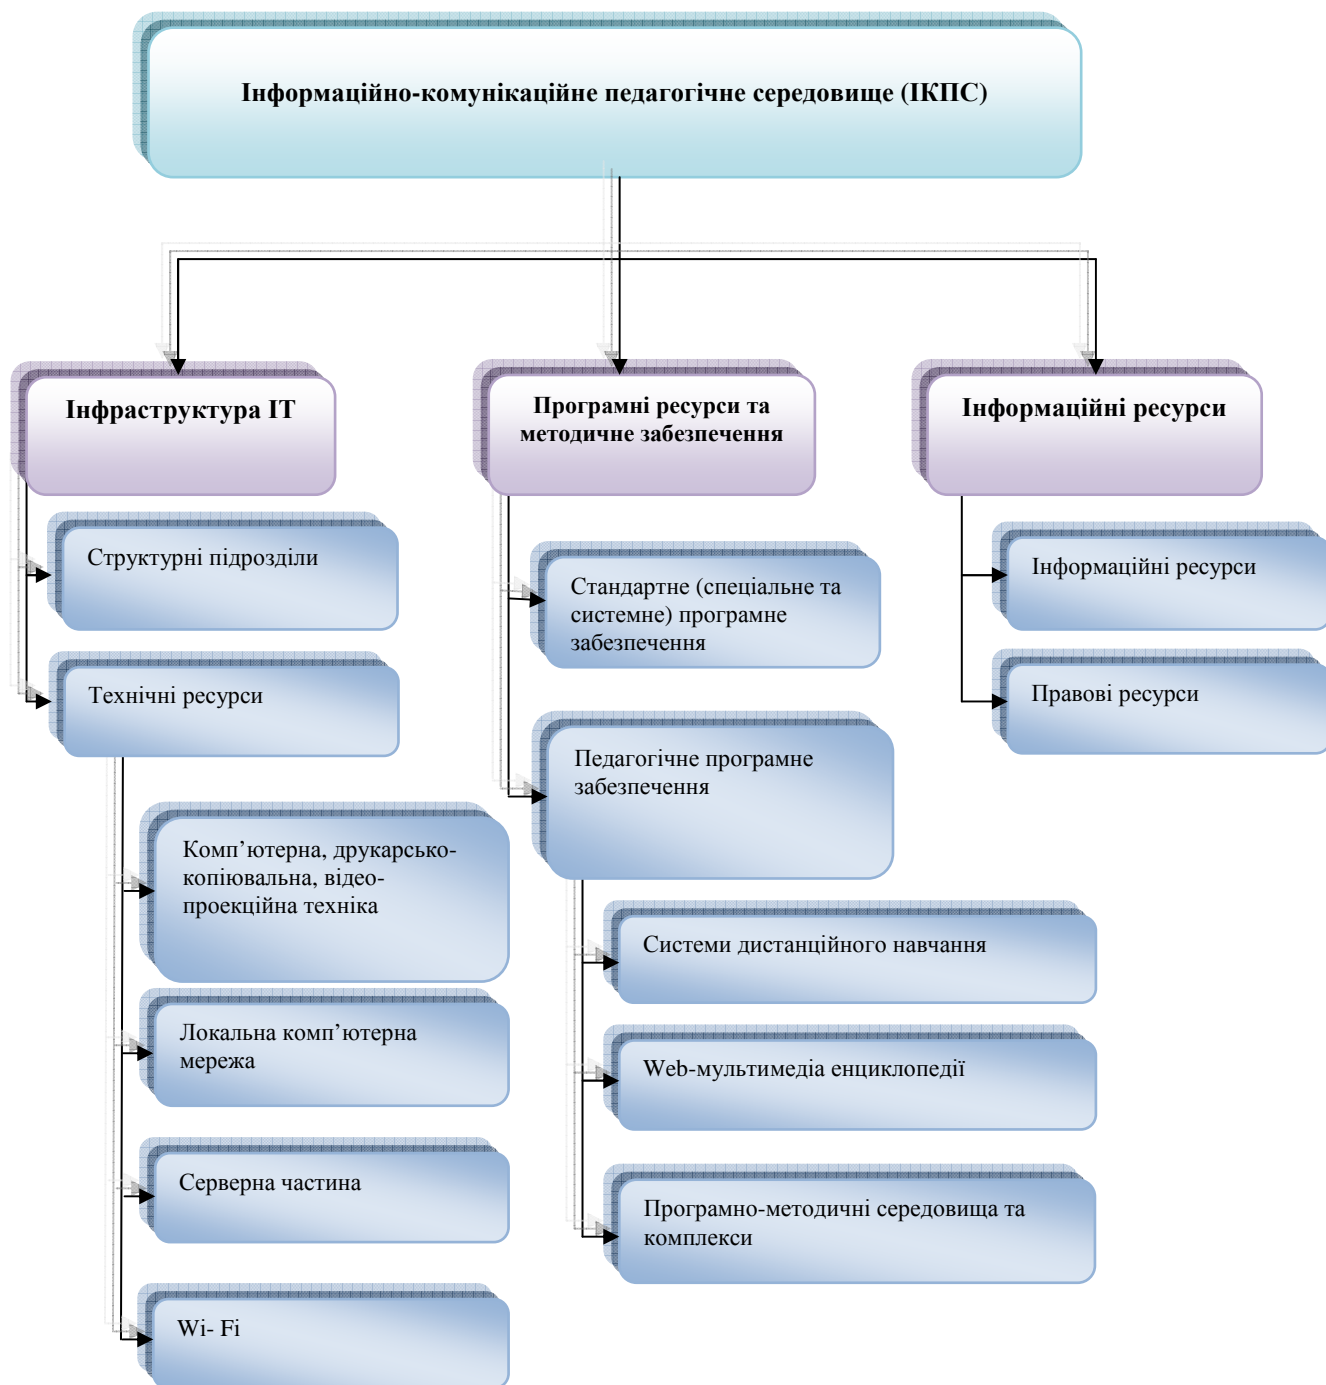 Інформаційно-комунікаційне педагогічне середовище (ІКПС)
Інфраструктура ІТ
Структурні підрозділи
Технічні ресурси
Комп’ютерна, друкарсько-
копіювальна, відео-
проекційна техніка
Локальна комп’ютерна
мережа
Серверна частина
Wi- Fi
Програмні ресурси та
методичне забезпечення
Стандартне (спеціальне та
системне) програмне
забезпечення
Педагогічне програмне
забезпечення
Системи дистанційного навчання
Web-мультимедіа енциклопедії
Програмно-методичні середовища та
комплекси
Інформаційні ресурси
Інформаційні ресурси
Правові ресурси